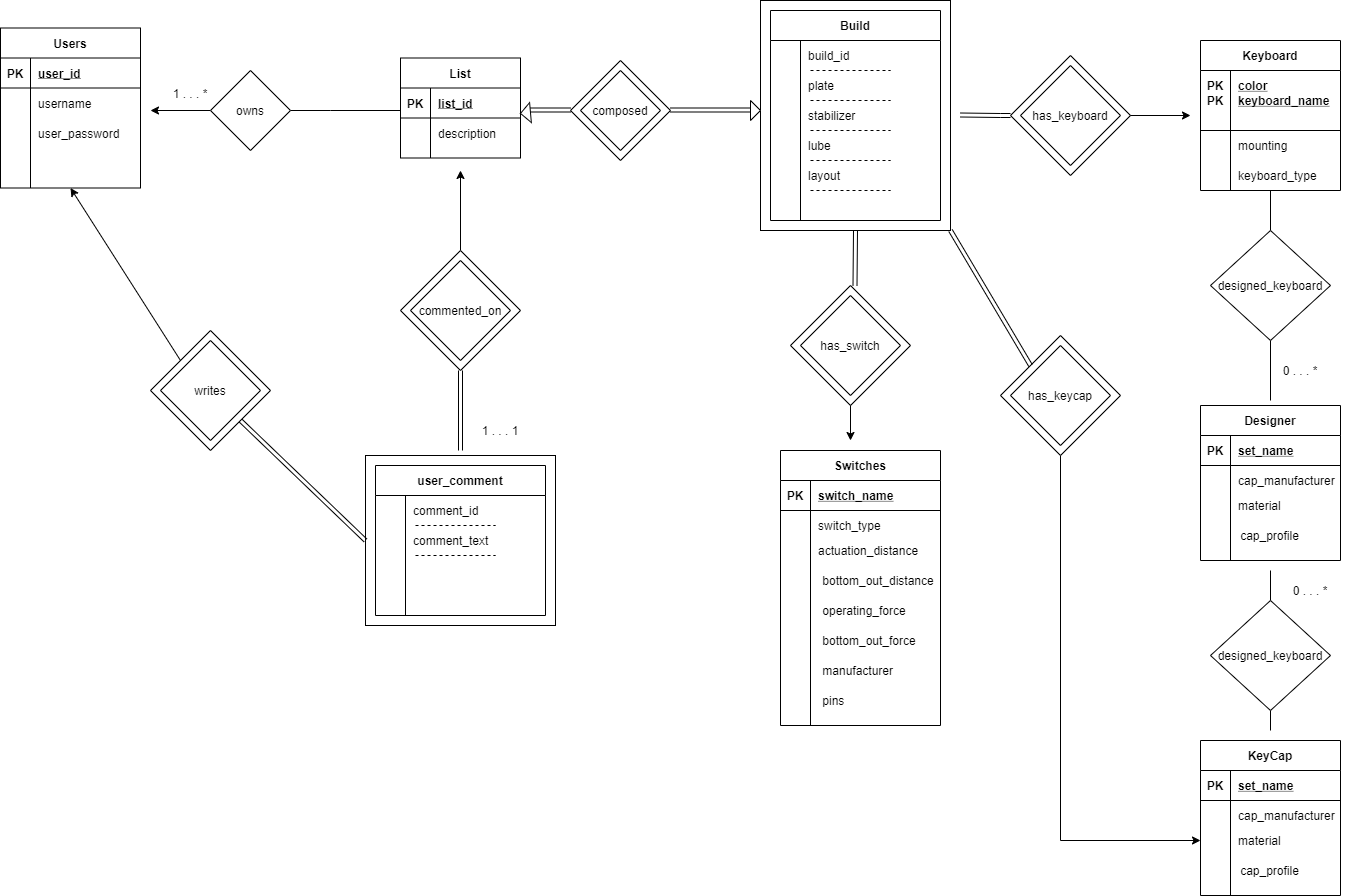 Users
PK user_id
username
user_password
1 . . . *
owns
List
PK list_id
description
composed
Build
build_id
plate
stabilizer
lube
layout
has_keyboard
Keyboard
PK color
PK keyboard_name
mounting
keyboard_type
designed_keyboard
0 . . . *
commented_on
has_switch
writes
has_keycap
1 . . . 1
user_comment
comment_id
comment_text
Switches
PK switch_name
switch_type
actuation_distance
bottom_out_distance
operating_force
bottom_out_force
manufacturer
pins
Designer
PK set_name
cap_manufacturer
material
cap_profile
0 . . . *
designed_keyboard
KeyCap
PK set_name
cap_manufacturer
material
cap_profile